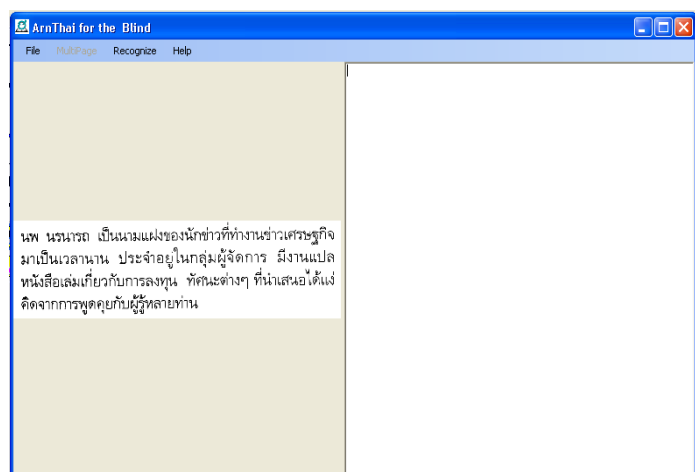 ArnThai for the Blind
File MultiPage Recognize Help
นพ นรนารถ เป็นนามแฝงของนักข่าวที่ทำงานข่าวเศรษฐกิจ
มาเป็นเวลานาน ประจำอยู่ในกลุ่มผู้จัดการ มีงานแปล
หนังสือเล่มเกี่ยวกับการลงทุน ทัศนะต่างๆ ที่นำเสนอได้แง่
คิดจากการพูดคุยกับผู้รู้หลายท่าน